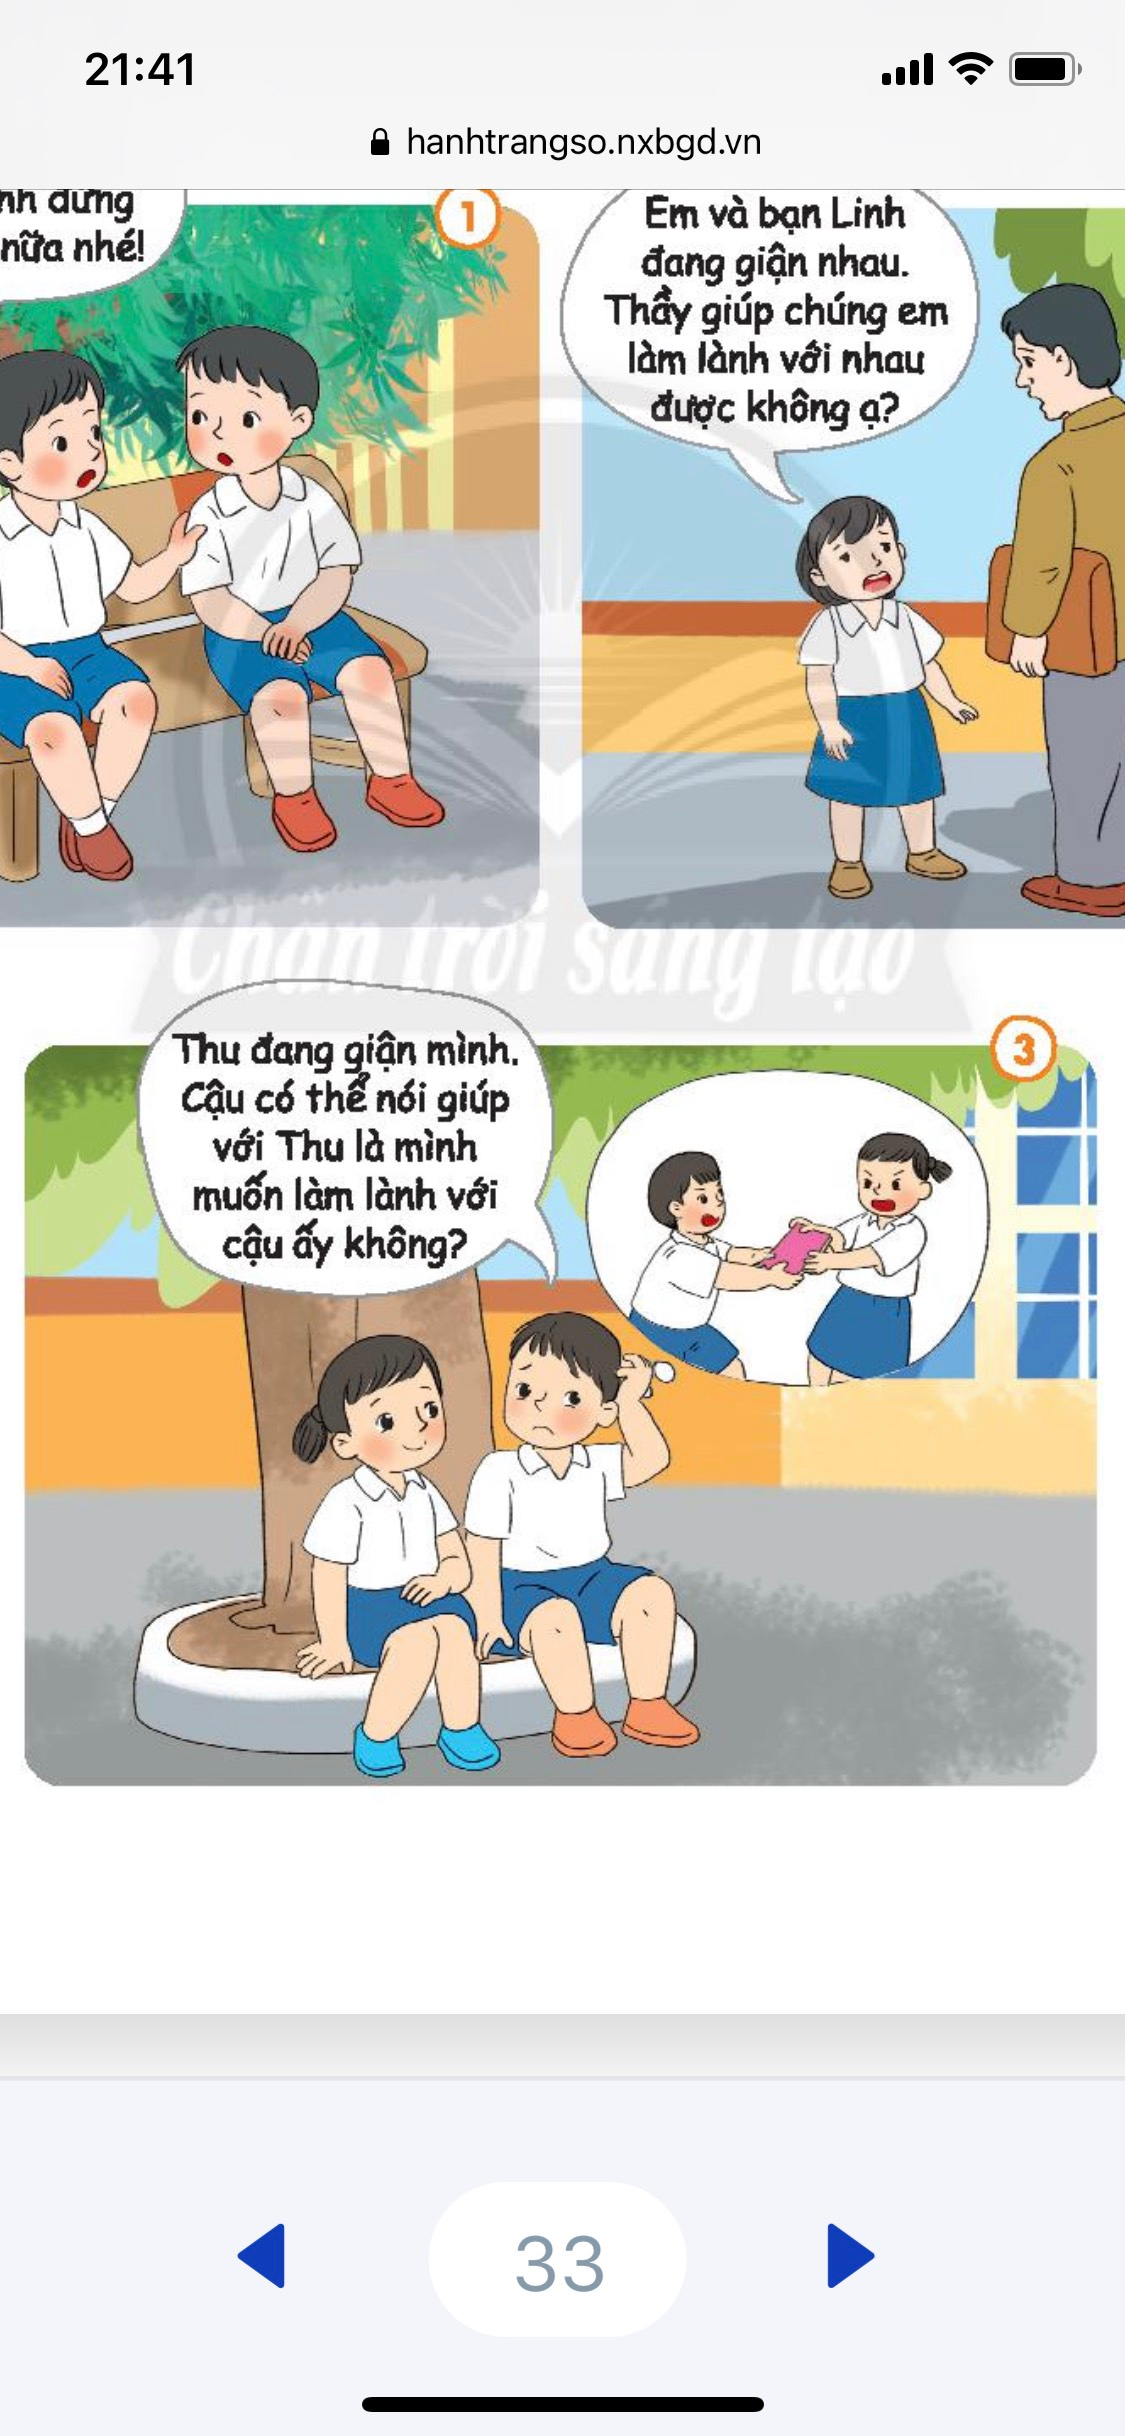 21:41
hanhtrangso.nxbgd.vn
đừng
nữa nhé!
1
Em và bạn Linh
đang giận nhau.
Thầy giúp chúng em
làm lành với nhau
được không ạ?
Chân trời sáng tạo
Thu đang giận mình.
Cậu có thể nói giúp
với Thu là mình
muốn làm lành với
cậu ấy không?
3
33